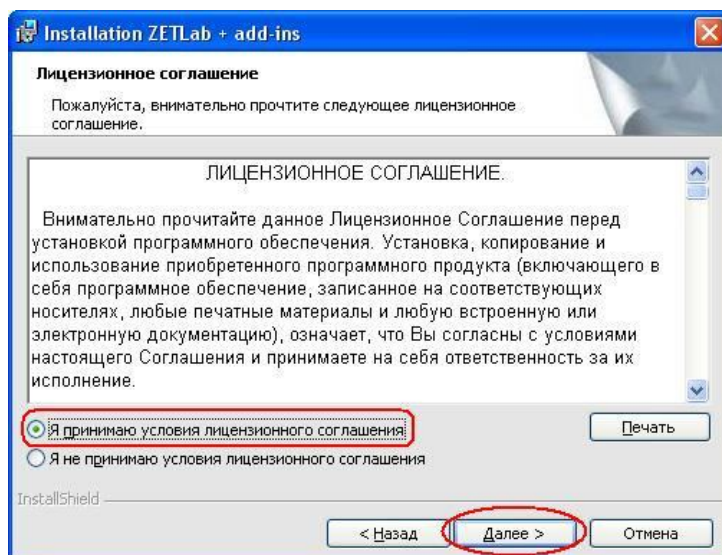 Installation ZETLab + add-ins
Лицензионное соглашение
Пожалуйста, внимательно прочтите следующее лицензионное
соглашение.
ЛИЦЕНЗИОННОЕ СОГЛАШЕНИЕ.
Внимательно прочитайте данное Лицензионное Соглашение перед
установкой программного обеспечения. Установка, копирование и
использование приобретенного программного продукта (включающего в
себя программное обеспечение, записанное на соответствующих
носителях, любые печатные материалы и любую встроенную или
электронную документацию), означает, что Вы согласны с условиями
настоящего Соглашения и принимаете на себя ответственность за их
исполнение.
Я принимаю условия лицензионного соглашения
Печать
Я не принимаю условия лицензионного соглашения
InstallShield
< Назад
Далее >
Отмена